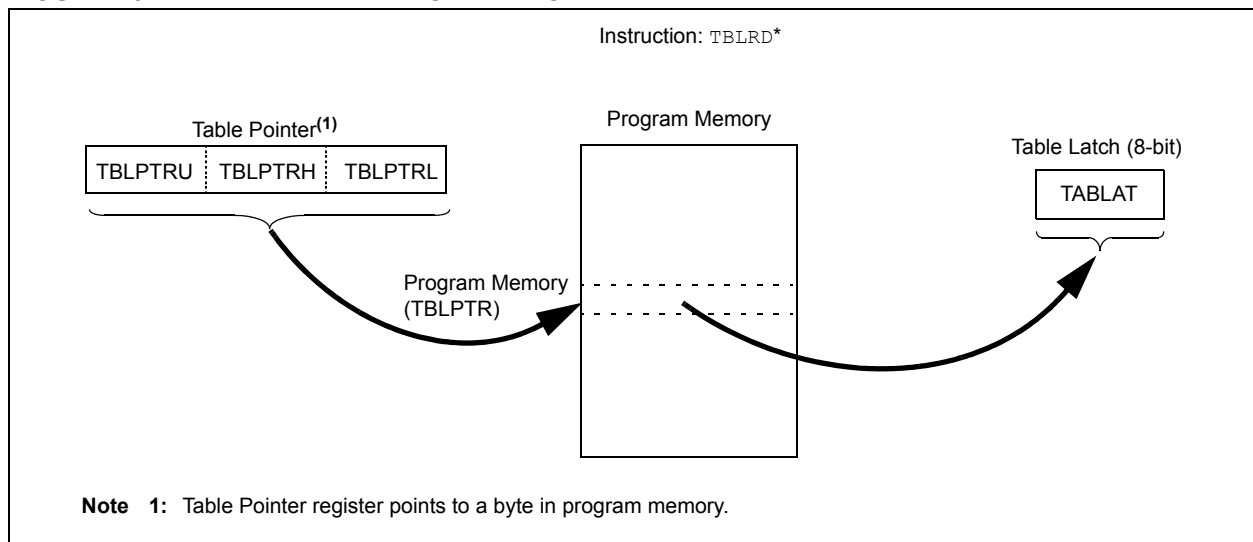 Instruction: TBLRD*
Table Pointer(1)
Program Memory
Table Latch (8-bit)
TBLPTRU TBLPTRH TBLPTRL
TABLAT
Program Memory
(TBLPTR)
Note 1: Table Pointer register points to a byte in program memory.